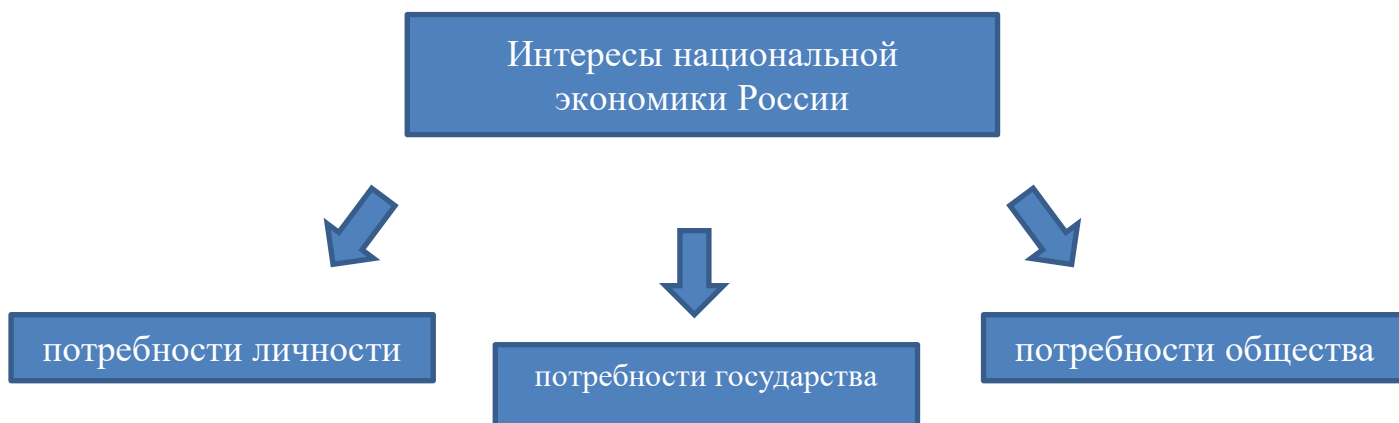 Интересы национальной
экономики России
потребности личности
потребности государства
потребности общества